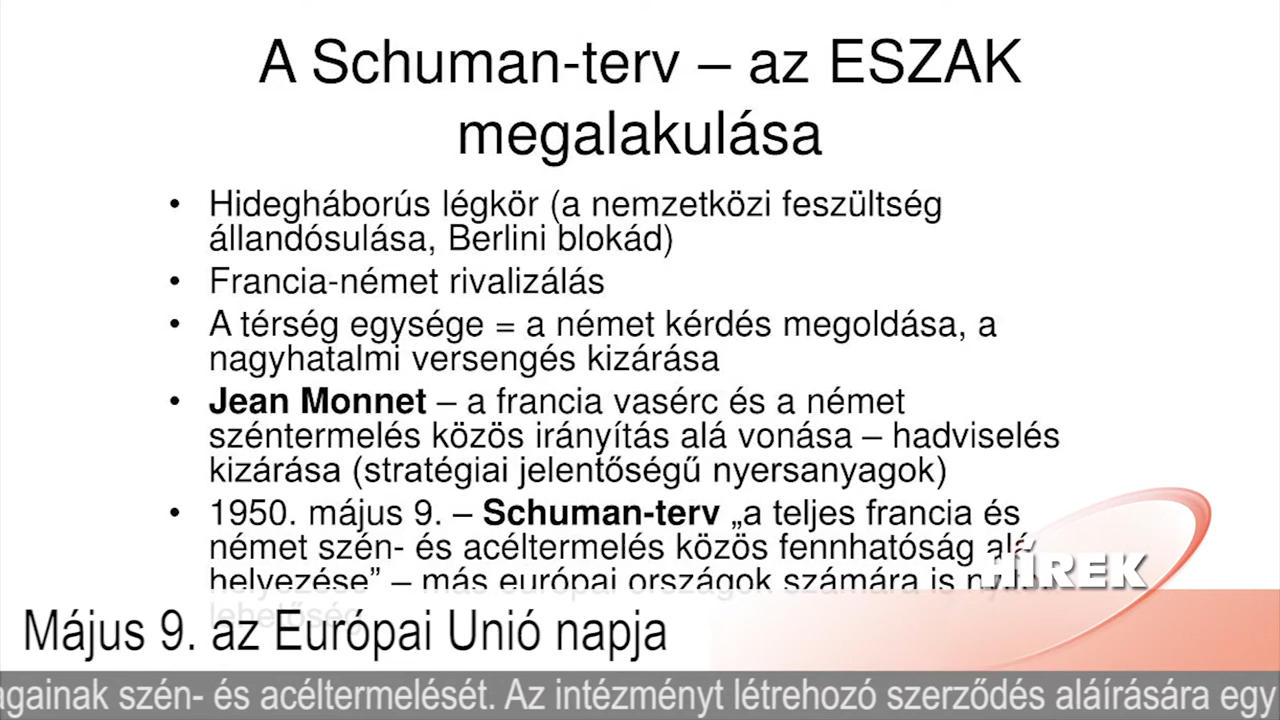 A Schuman-terv – az ESZAK
megalakulása
• Hidegháborús légkör (a nemzetközi feszültség
állandósulása, Berlini blokád)
• Francia-német rivalizálás
• A térség egysége = a német kérdés megoldása, a
nagyhatalmi versengés kizárása
• Jean Monnet – a francia vasérc és a német
széntermelés közös irányítás alá vonása – hadviselés
kizárása (stratégiai jelentőségű nyersanyagok)
• 1950. május 9. – Schuman-terv „a teljes francia és
német szén- és acéltermelés közös fennhatóság alá
helyezése” – más európai országok számára is
lehetőség
HÍREK
Május 9. az Európai Unió napja
againak szén- és acéltermelését. Az intézményt létrehozó szerződés aláírására egy